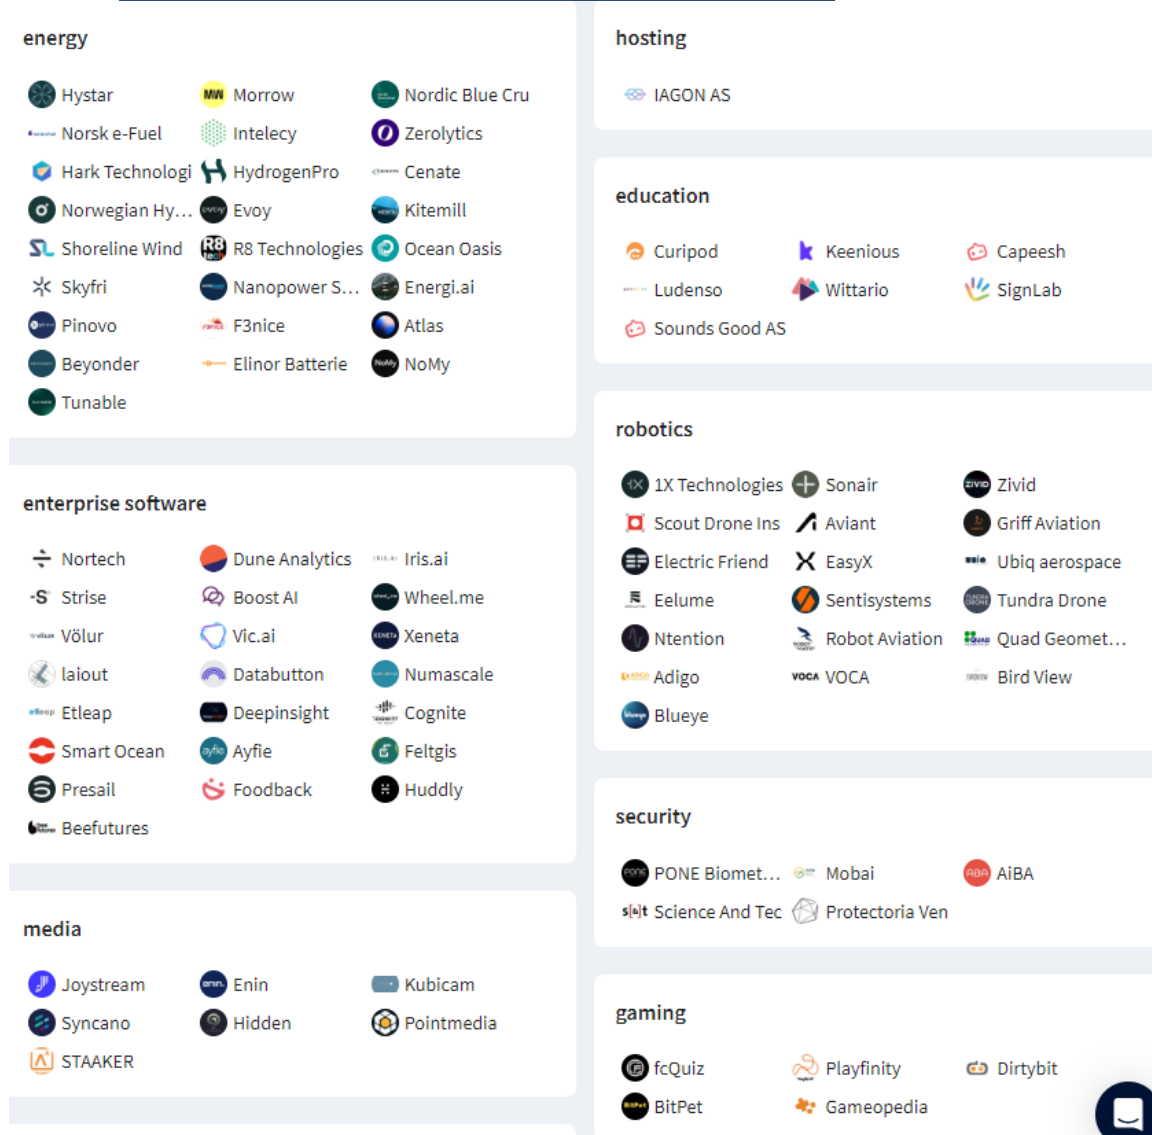 energy
Hystar Morrow Nordic Blue Cru
Norsk e-Fuel Intelecy Zerolytics
Hark Technologi HydrogenPro Cenate
Norwegian Hy... Evoy Kitemill
Shoreline Wind R8 Technologies Ocean Oasis
Skyfri Nanopower S... Energi.ai
Pinovo F3nice Atlas
Beyonder Elinor Batterie NoMy
Tunable
enterprise software
Nortech Dune Analytics Iris.ai
Strise Boost AI Wheel.me
Völur Vic.ai Xeneta
laiout Databutton Numascale
Etleap Deepinsight Cognite
Smart Ocean Ayfie Feltgis
Presail Foodback Huddly
Beefutures
media
Joystream Enin Kubicam
Syncano Hidden Pointmedia
STAAKER
hosting
IAGON AS
education
Curipod Keenious Capeesh
Ludenso Wittario SignLab
Sounds Good AS
robotics
1X Technologies Sonair Zivid
Scout Drone Ins Aviant Griff Aviation
Electric Friend EasyX Ubiq aerospace
Eelume Sentisystems Tundra Drone
Ntention Robot Aviation Quad Geomet...
Adigo VOCA VOCA Bird View
Blueye
security
PONE Biomet... Mobai AiBA
Science And Tec Protectoria Ven
gaming
fcQuiz Playfinity Dirtybit
BitPet Gameopedia